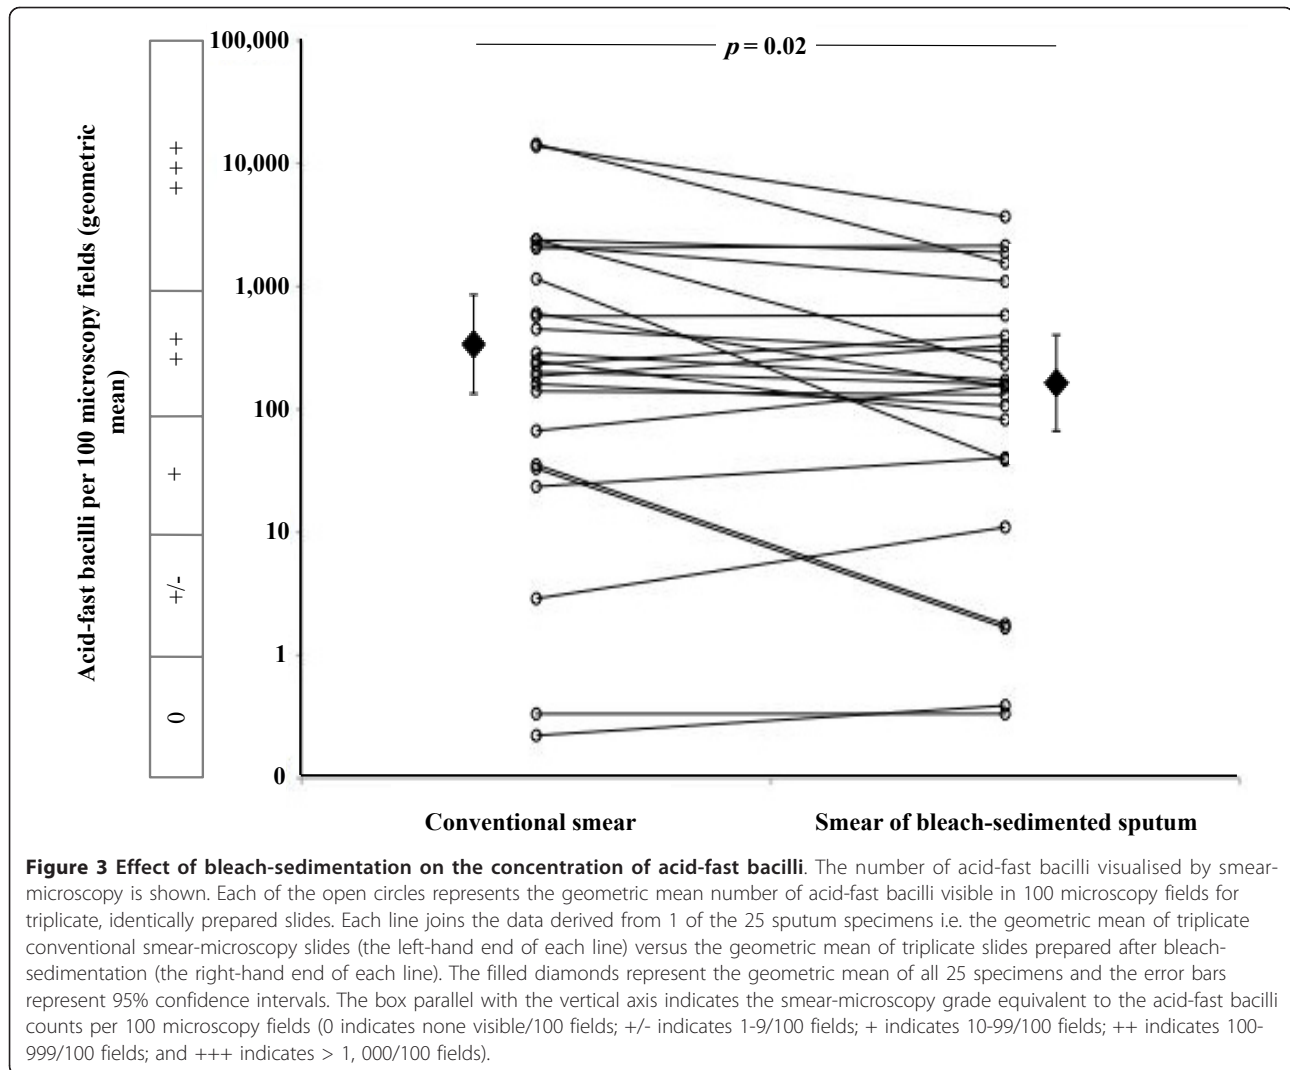 100,000
p = 0.02
10,000
1,000
100
10
1
0
Acid-fast bacilli per 100 microscopy fields (geometric
mean)
+++
++
+
+/-
0
Conventional smear
Smear of bleach-sedimented sputum
Figure 3 Effect of bleach-sedimentation on the concentration of acid-fast bacilli. The number of acid-fast bacilli visualised by smear-
microscopy is shown. Each of the open circles represents the geometric mean number of acid-fast bacilli visible in 100 microscopy fields for
triplicate, identically prepared slides. Each line joins the data derived from 1 of the 25 sputum specimens i.e. the geometric mean of triplicate
conventional smear-microscopy slides (the left-hand end of each line) versus the geometric mean of triplicate slides prepared after bleach-
sedimentation (the right-hand end of each line). The filled diamonds represent the geometric mean of all 25 specimens and the error bars
represent 95% confidence intervals. The box parallel with the vertical axis indicates the smear-microscopy grade equivalent to the acid-fast bacilli
counts per 100 microscopy fields (0 indicates none visible/100 fields; +/- indicates 1-9/100 fields; + indicates 10-99/100 fields; ++ indicates 100-
999/100 fields; and +++ indicates > 1, 000/100 fields).